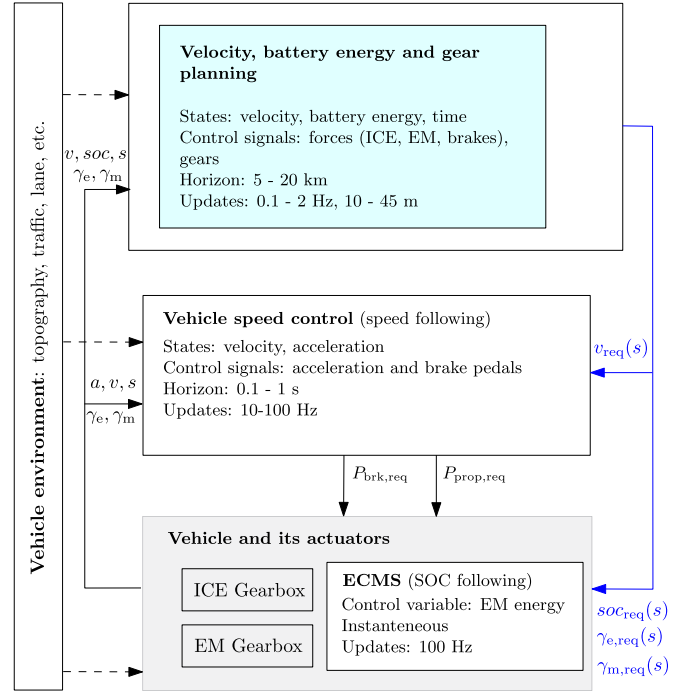 Vehicle environment: topography, traffic, lane, etc.
Velocity, battery energy and gear
planning
States: velocity, battery energy, time
Control signals: forces (ICE, EM, brakes),
gears
Horizon: 5 - 20 km
Updates: 0.1 - 2 Hz, 10 - 45 m
v, soc, s
γe, γm
Vehicle speed control (speed following)
States: velocity, acceleration
Control signals: acceleration and brake pedals
Horizon: 0.1 - 1 s
Updates: 10-100 Hz
a, v, s
γe, γm
vreq(s)
Pbrk,req
Pprop,req
Vehicle and its actuators
ICE Gearbox
EM Gearbox
ECMS (SOC following)
Control variable: EM energy
Instanteneous
Updates: 100 Hz
socreq(s)
γe,req(s)
γm,req(s)